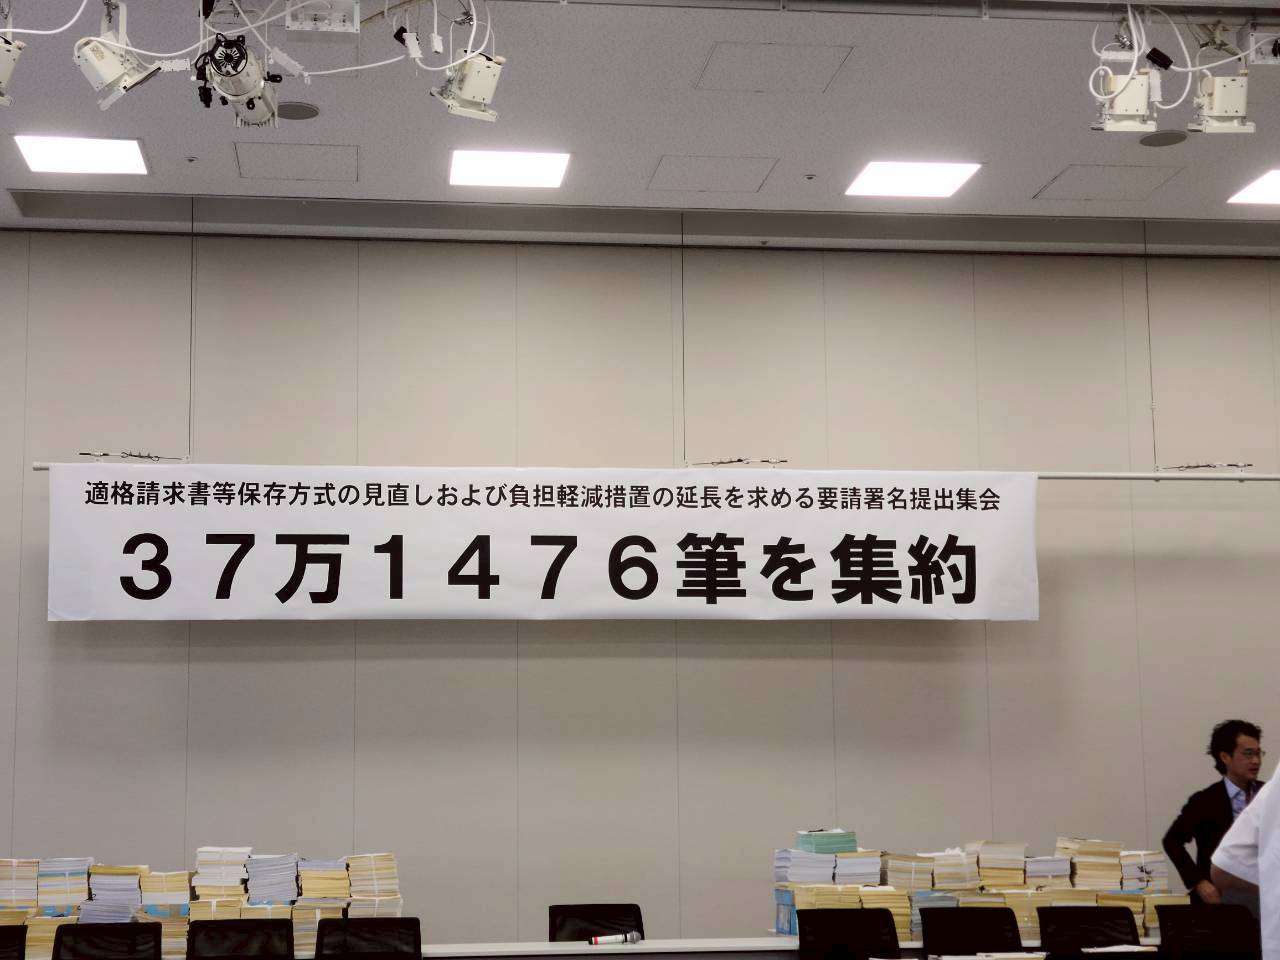 適格請求書等保存方式の見直しおよび負担軽減措置の延長を求める要請署名提出集会
３７万１４７６筆を集約